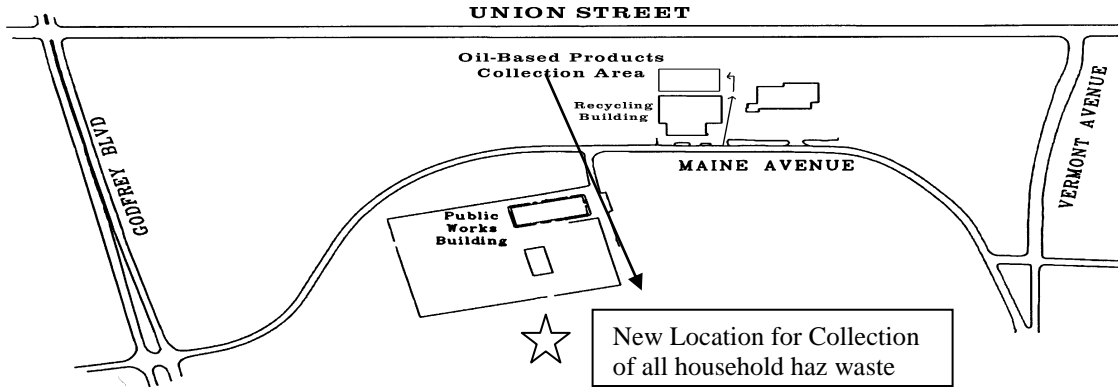 UNION STREET
Oil-Based Products
Collection Area
Recycling
Building
MAINE AVENUE
GODFREY BLVD
VERMONT AVENUE
Public
Works
Building
New Location for Collection
of all household haz waste